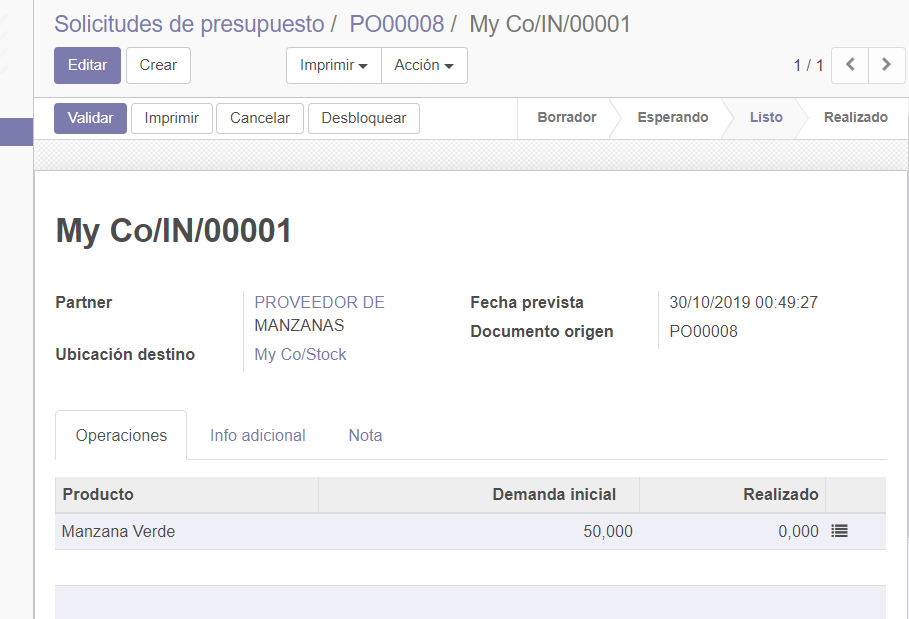 Solicitudes de presupuesto / PO00008 / My Co/IN/00001
Editar Crear Imprimir Acción 1 / 1
Validar Imprimir Cancelar Desbloquear Borrador Esperando Listo Realizado
My Co/IN/00001
Partner PROVEEDOR DE MANZANAS Fecha prevista 30/10/2019 00:49:27
Documento origen PO00008
Ubicación destino My Co/Stock
Operaciones Info adicional Nota
Producto Demanda inicial Realizado
Manzana Verde 50,000 0,000